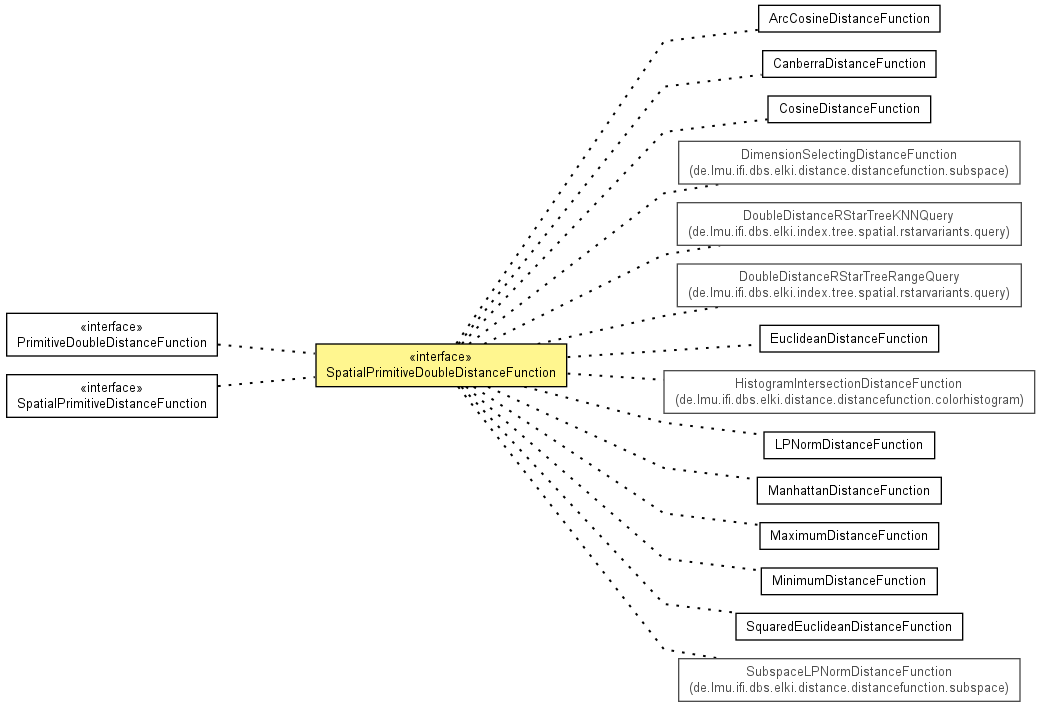 «interface»
PrimitiveDoubleDistanceFunction
«interface»
SpatialPrimitiveDistanceFunction
«interface»
SpatialPrimitiveDoubleDistanceFunction
ArcCosineDistanceFunction
CanberraDistanceFunction
CosineDistanceFunction
DimensionSelectingDistanceFunction
(de.lmu.ifi.dbs.elki.distance.distancefunction.subspace)
DoubleDistanceRStarTreeKNNQuery
(de.lmu.ifi.dbs.elki.index.tree.spatial.rstarvariants.query)
DoubleDistanceRStarTreeRangeQuery
(de.lmu.ifi.dbs.elki.index.tree.spatial.rstarvariants.query)
EuclideanDistanceFunction
HistogramIntersectionDistanceFunction
(de.lmu.ifi.dbs.elki.distance.distancefunction.colorhistogram)
LPNormDistanceFunction
ManhattanDistanceFunction
MaximumDistanceFunction
MinimumDistanceFunction
SquaredEuclideanDistanceFunction
SubspaceLPNormDistanceFunction
(de.lmu.ifi.dbs.elki.distance.distancefunction.subspace)